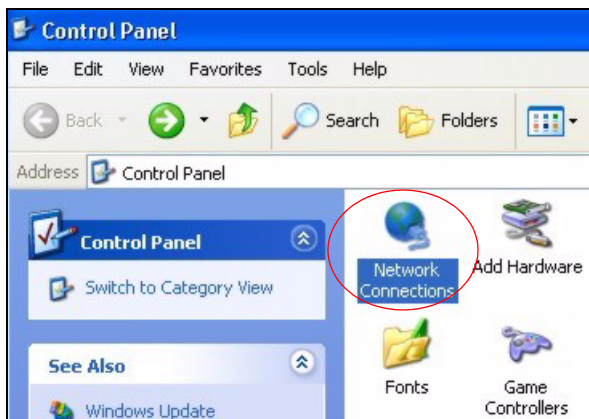 Control Panel
File Edit View Favorites Tools Help
Back Search Folders
Address Control Panel
Control Panel
Switch to Category View
See Also
Windows Update
Network
Connections
Add Hardware
Fonts
Game
Controllers